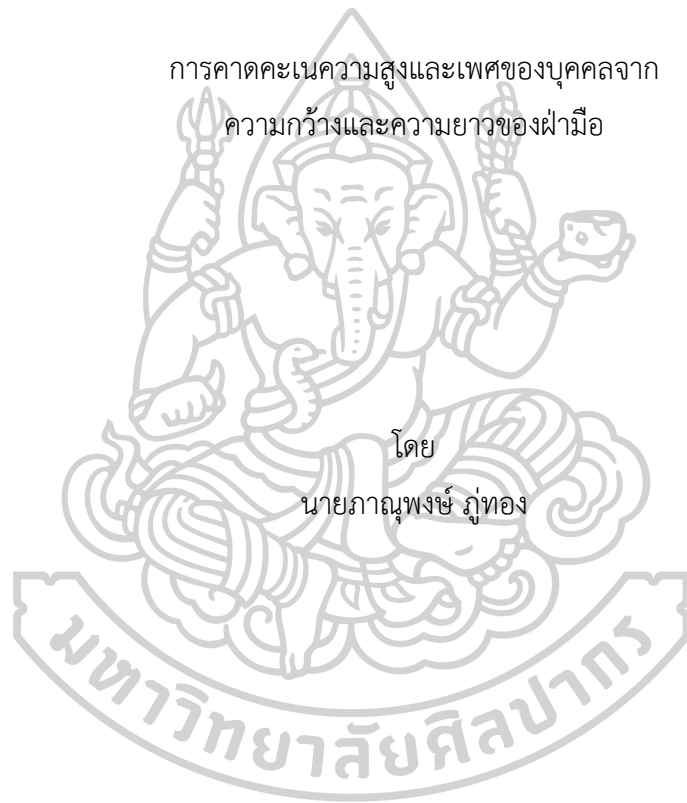 การคาดคะเนความสูงและเพศของบุคคลจาก
ความกว้างและความยาวของฝ่ามือ
โดย
นายภาณุพงษ์ ภู่ทอง
มหาวิทยาลัยศิลปากร